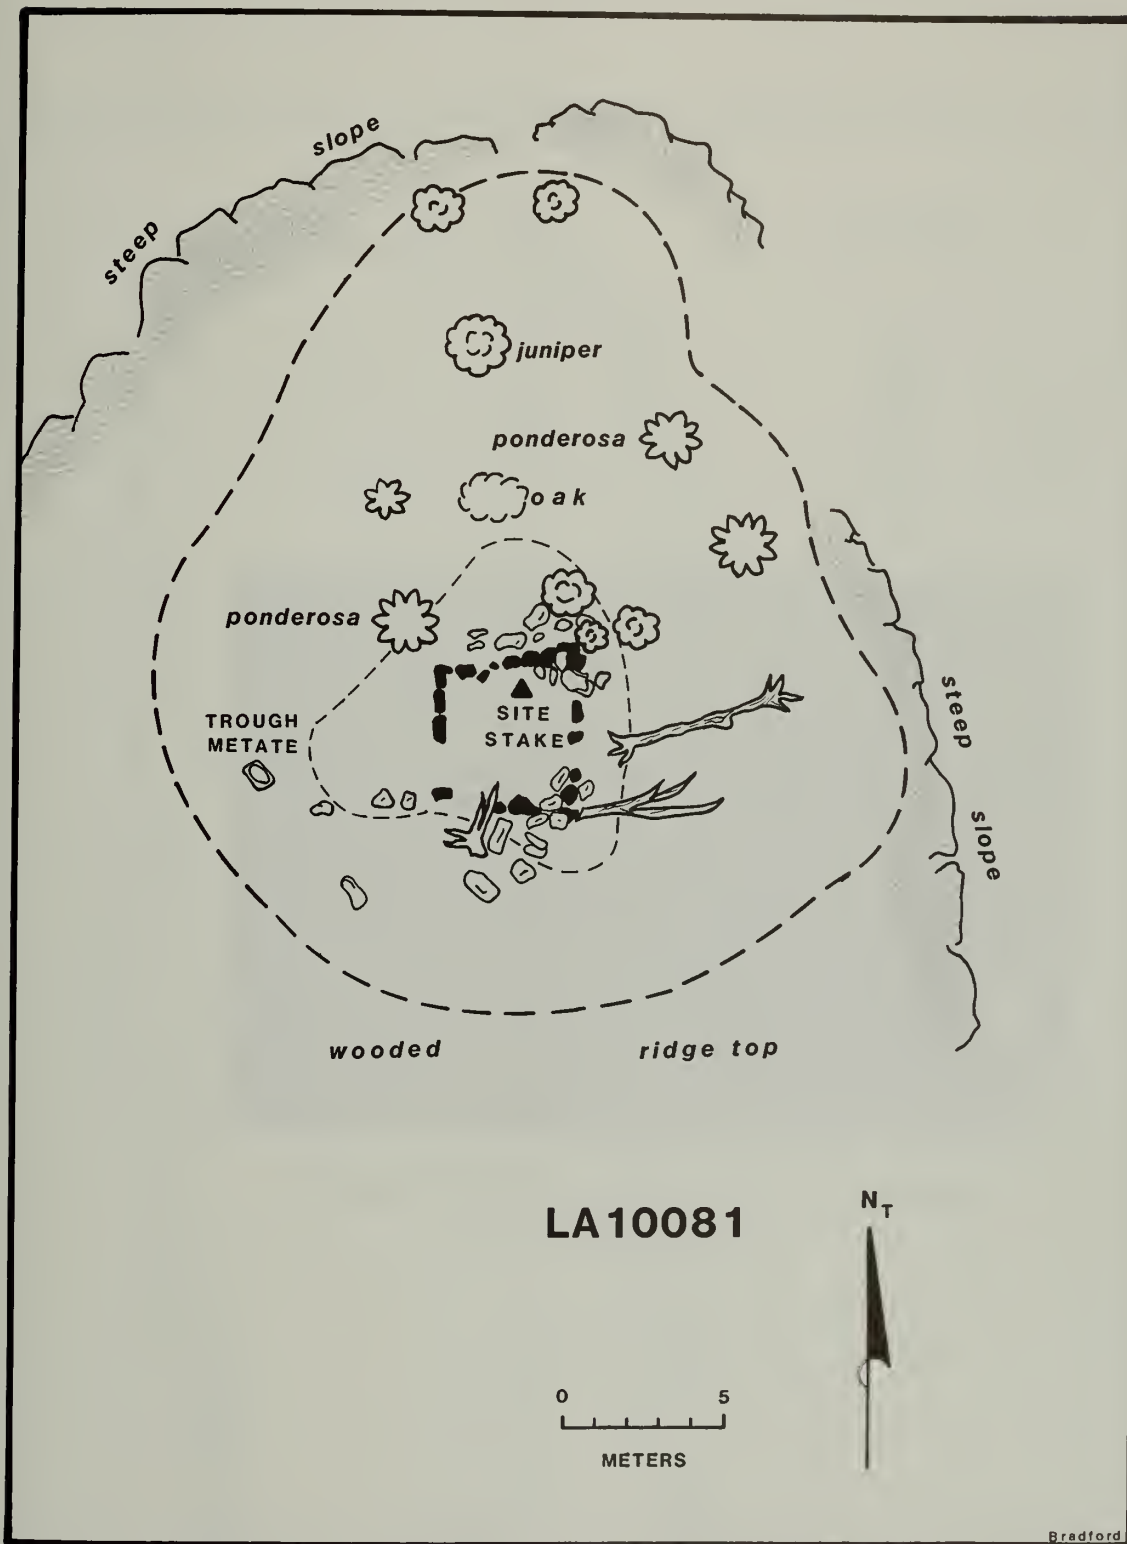 slope
steep
juniper
ponderosa
oak
ponderosa
TROUGH
METATE
SITE
STAKE
steep
slope
wooded
ridge top
LA10081
N T
0 5
METERS
Bradford